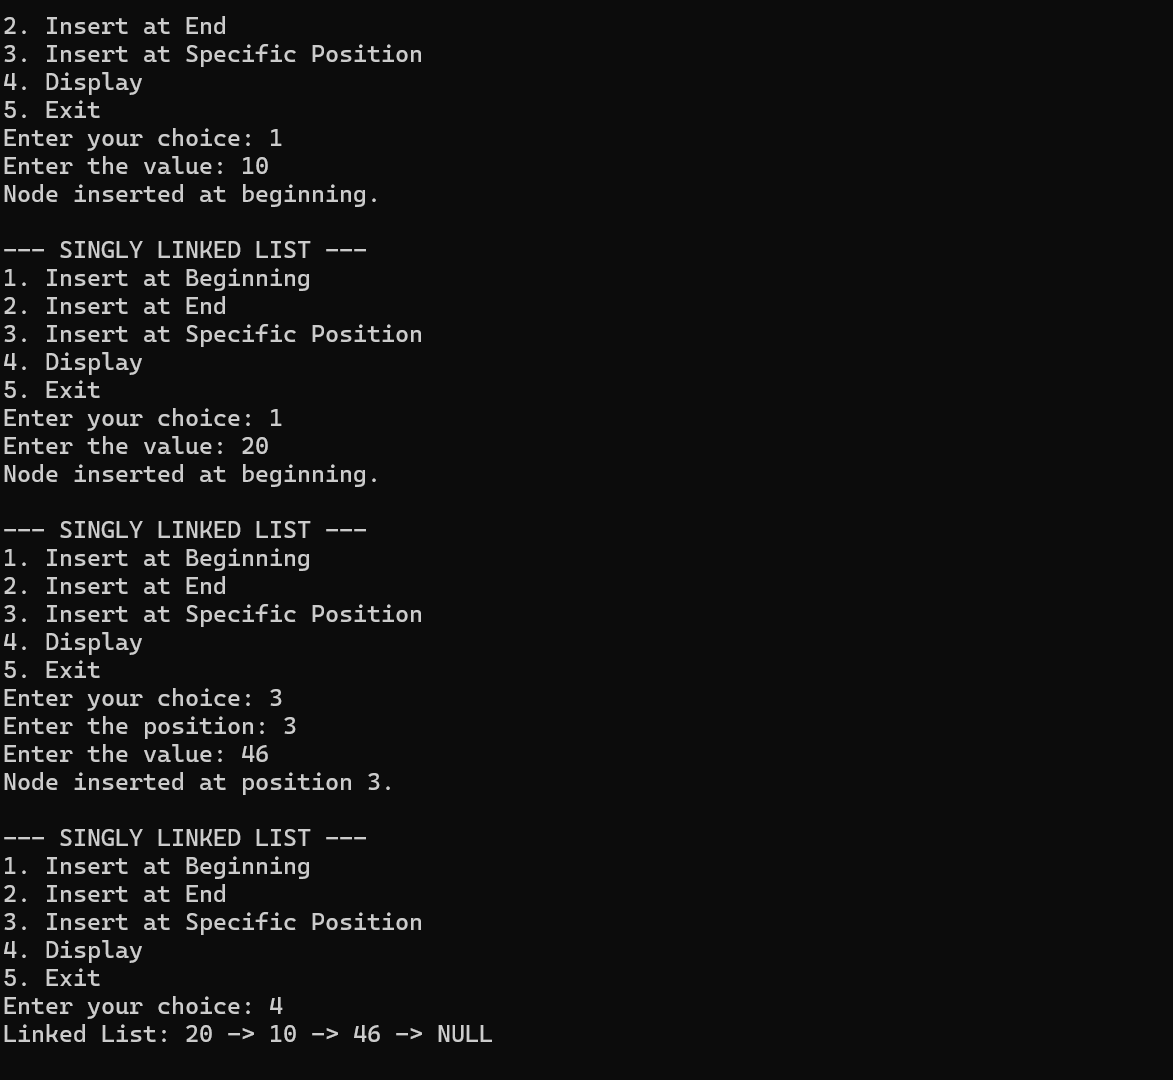 2. Insert at End
3. Insert at Specific Position
4. Display
5. Exit
Enter your choice: 1
Enter the value: 10
Node inserted at beginning.

--- SINGLY LINKED LIST ---
1. Insert at Beginning
2. Insert at End
3. Insert at Specific Position
4. Display
5. Exit
Enter your choice: 1
Enter the value: 20
Node inserted at beginning.

--- SINGLY LINKED LIST ---
1. Insert at Beginning
2. Insert at End
3. Insert at Specific Position
4. Display
5. Exit
Enter your choice: 3
Enter the position: 3
Enter the value: 46
Node inserted at position 3.

--- SINGLY LINKED LIST ---
1. Insert at Beginning
2. Insert at End
3. Insert at Specific Position
4. Display
5. Exit
Enter your choice: 4
Linked List: 20 -> 10 -> 46 -> NULL